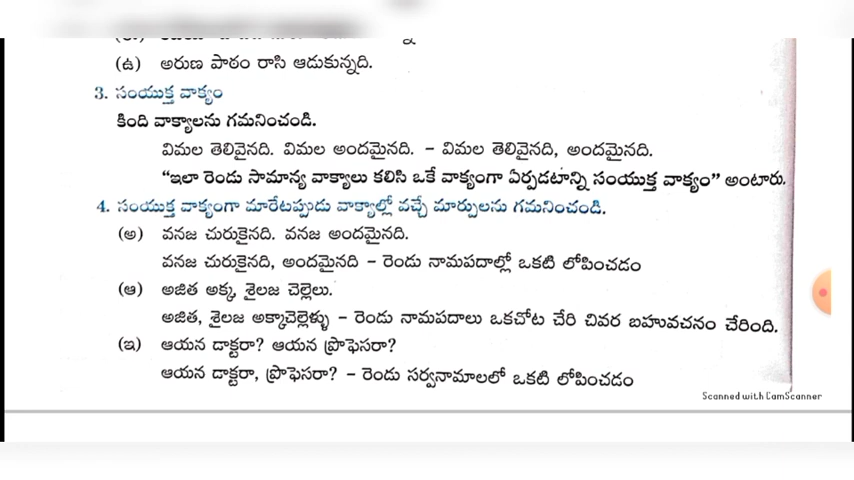 (ఉ) అరుణ పాఠం రాసి ఆడుకున్నది.
3. సంయుక్త వాక్యం
కింది వాక్యాలను గమనించండి.
విమల తెలివైనది. విమల అందమైనది. – విమల తెలివైనది, అందమైనది.
“ఇలా రెండు సామాన్య వాక్యాలు కలిసి ఒకే వాక్యంగా ఏర్పడటాన్ని సంయుక్త వాక్యం” అంటారు.
4. సంయుక్త వాక్యంగా మారేటప్పుడు వాక్యాల్లో వచ్చే మార్పులను గమనించండి.
(అ) వనజ చురుకైనది. వనజ అందమైనది.
వనజ చురుకైనది, అందమైనది – రెండు నామపదాల్లో ఒకటి లోపించడం
(ఆ) అజిత అక్క, శైలజ చెల్లెలు.
అజిత, శైలజ అక్కాచెల్లెళ్ళు – రెండు నామపదాలు ఒకచోట చేరి చివర బహువచనం చేరింది.
(ఇ) ఆయన డాక్టరా? ఆయన ప్రొఫెసరా?
ఆయన డాక్టరా, ప్రొఫెసరా? – రెండు సర్వనామాలలో ఒకటి లోపించడం
Scanned with CamScanner